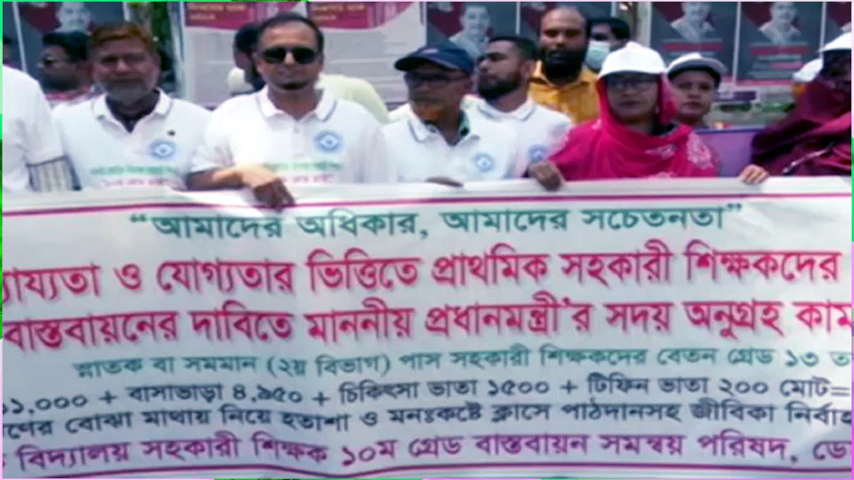 “আমাদের অধিকার, আমাদের সচেতনতা”
ন্যায্যতা ও যোগ্যতার ভিত্তিতে প্রাথমিক সহকারী শিক্ষকদের
বাস্তবায়নের দাবিতে মাননীয় প্রধানমন্ত্রী'র সদয় অনুগ্রহ কাম
স্নাতক বা সমমান (২য় বিভাগ) পাস সহকারী শিক্ষকদের বেতন গ্রেড ১৩ ত
১১,০০০ + বাসাভাড়া ৪,৯৫০ + চিকিৎসা ভাতা ১৫০০ + টিফিন ভাতা ২০০ মোট=
ণের বোঝা মাথায় নিয়ে হতাশা ও মনঃকষ্টে ক্লাসে পাঠদানসহ জীবিকা নির্বাহ
বিদ্যালয় সহকারী শিক্ষক ১০ম গ্রেড বাস্তবায়ন সমন্বয় পরিষদ,